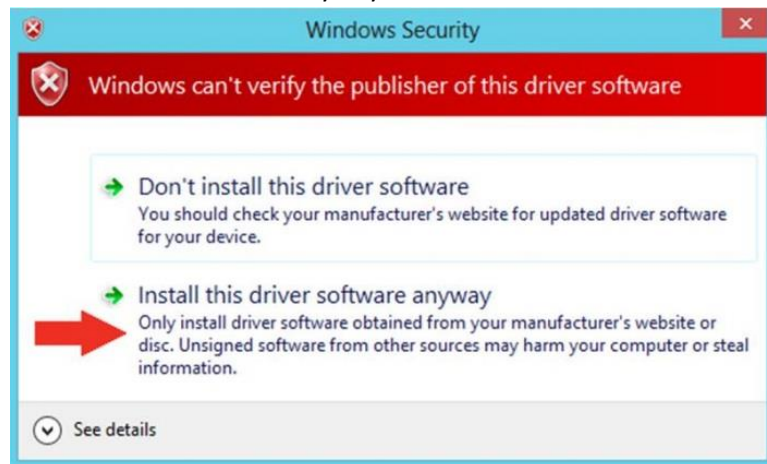 Windows Security
Windows can't verify the publisher of this driver software
Don't install this driver software
You should check your manufacturer's website for updated driver software
for your device.
Install this driver software anyway
Only install driver software obtained from your manufacturer's website or
disc. Unsigned software from other sources may harm your computer or steal
information.
See details